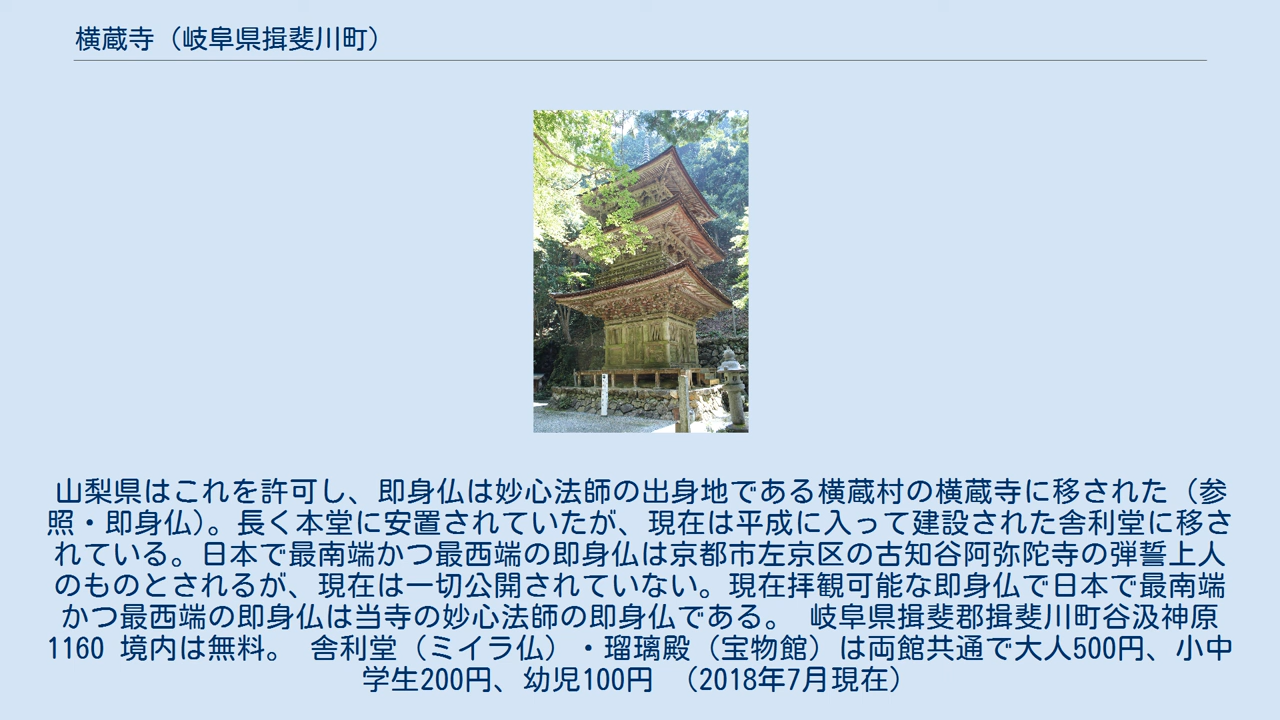 横蔵寺（岐阜県揖斐川町）
山梨県はこれを許可し、即身仏は妙心法師の出身地である横蔵村の横蔵寺に移された（参
照・即身仏）。長く本堂に安置されていたが、現在は平成に入って建設された舎利堂に移さ
れている。日本で最南端かつ最西端の即身仏は京都市左京区の古知谷阿弥陀寺の弾誓上人
のものとされるが、現在は一切公開されていない。現在拝観可能な即身仏で日本で最南端
かつ最西端の即身仏は当寺の妙心法師の即身仏である。 岐阜県揖斐郡揖斐川町谷汲神原
1160 境内は無料。 舎利堂（ミイラ仏）・瑠璃殿（宝物館）は両館共通で大人500円、小中
学生200円、幼児100円 （2018年7月現在）